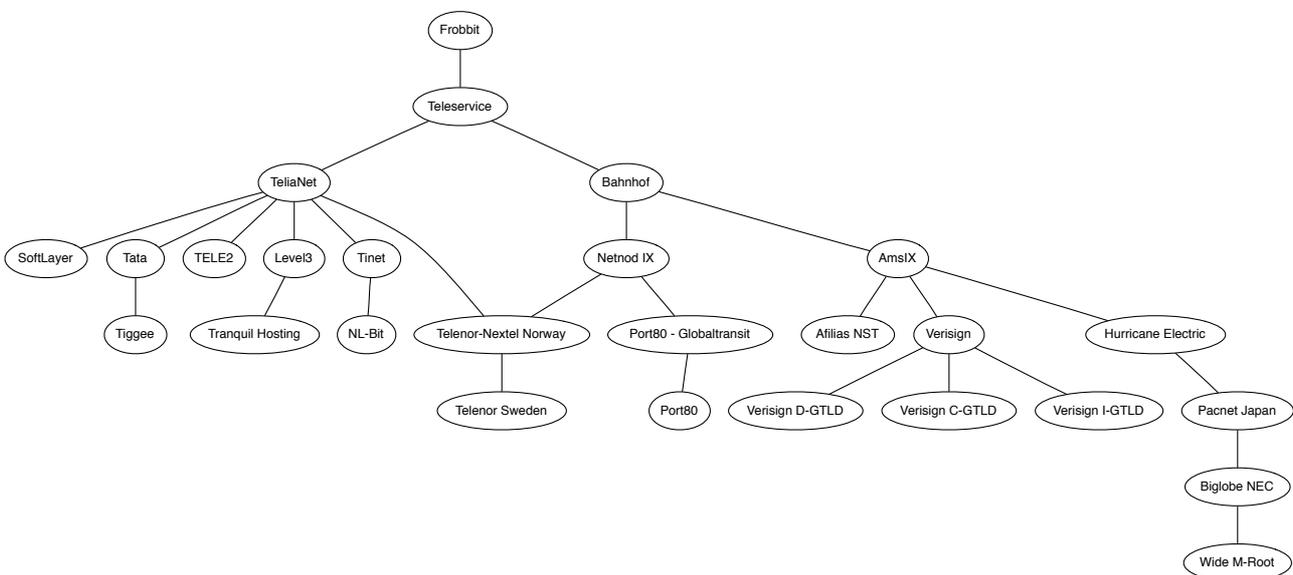 Frobbit
Teleservice
TeliaNet
Bahnhof
SoftLayer
Tata
TELE2
Level3
Tinet
Netnod IX
AmsIX
Tiggee
Tranquil Hosting
NL-Bit
Telenor-Nextel Norway
Port80 - Globaltransit
Afilias NST
Verisign
Hurricane Electric
Telenor Sweden
Port80
Verisign D-GTLD
Verisign C-GTLD
Verisign I-GTLD
Pacnet Japan
Biglobe NEC
Wide M-Root